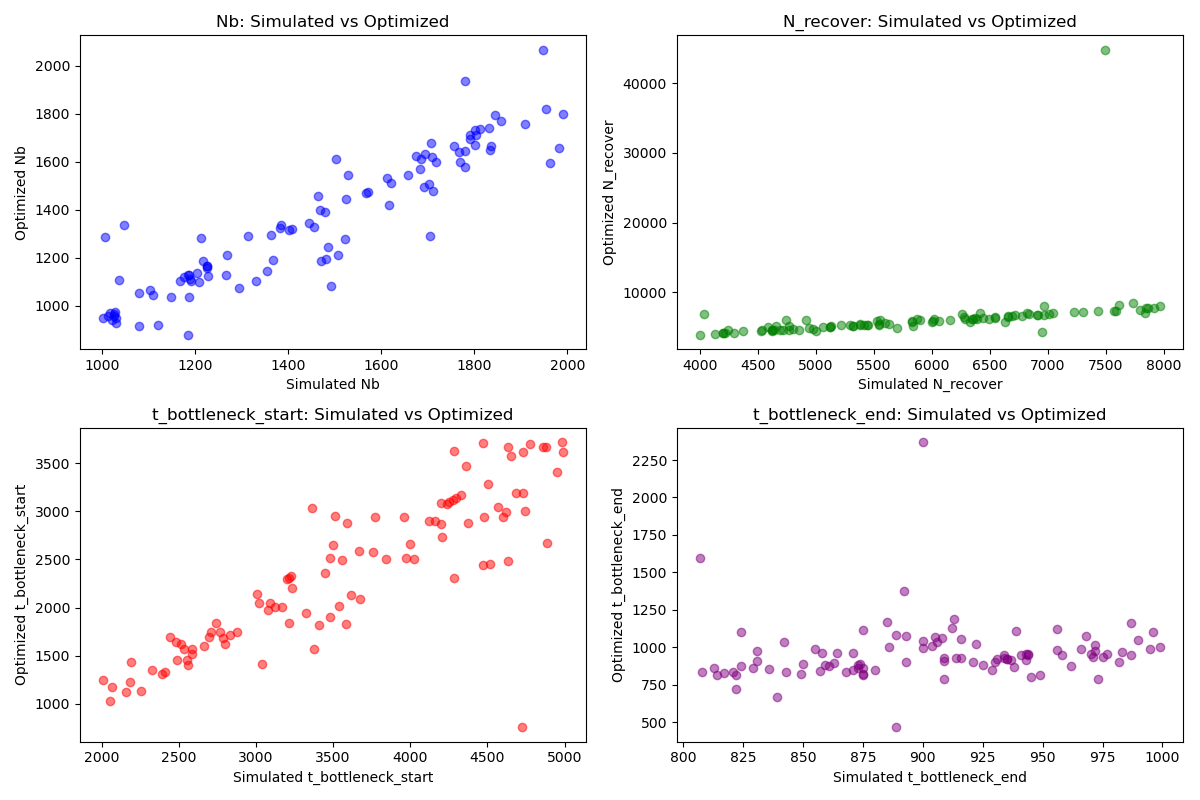 Nb: Simulated vs Optimized
Optimized Nb
2000
1800
1600
1400
1200
1000
1000 1200 1400 1600 1800 2000
Simulated Nb
N_recover: Simulated vs Optimized
Optimized N_recover
40000
30000
20000
10000
4000 4500 5000 5500 6000 6500 7000 7500 8000
Simulated N_recover
t_bottleneck_start: Simulated vs Optimized
Optimized t_bottleneck_start
3500
3000
2500
2000
1500
1000
2000 2500 3000 3500 4000 4500 5000
Simulated t_bottleneck_start
t_bottleneck_end: Simulated vs Optimized
Optimized t_bottleneck_end
2250
2000
1750
1500
1250
1000
750
500
800 825 850 875 900 925 950 975 1000
Simulated t_bottleneck_end